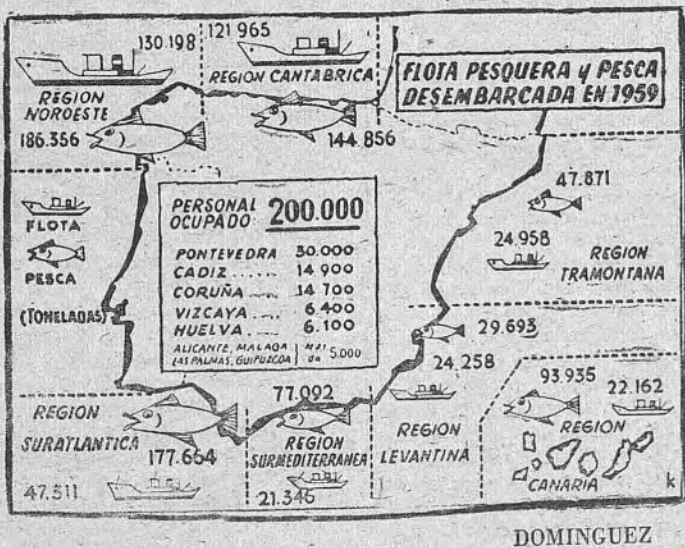 130.198
121.965
REGION CANTABRICA
FLOTA PESQUERA y PESCA
DESEMBARCADA EN 1959
REGION
NOROESTE
186.356
144.856
FLOTA
PESCA
(TONELADAS)
PERSONAL
OCUPADO 200.000
PONTEVEDRA 30.000
CADIZ ...... 14 900
CORUÑA ..... 14 700
VIZCAYA .... 6.400
HUELVA ..... 6.100
ALICANTE, MALAGA
LAS PALMAS, GUIPUZCOA
Mas
de 5.000
47.871
24.958
REGION
TRAMONTANA
29.693
24.258
REGION
LEVANTINA
93.935
22.162
REGION
CANARIA
k
REGION
SURATLANTICA
177.664
47.511
77.092
REGION
SURMEDITERRANEA
21.346
DOMINGUEZ